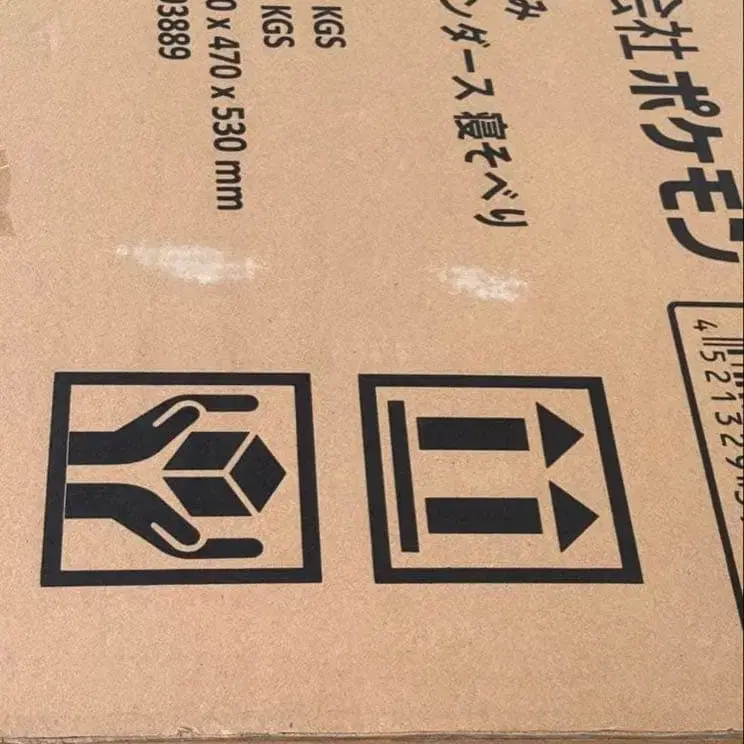 会社ポケモン
み
ンダース 寝そべり
KGS
KGS
0 x 470 x 530 mm
93889
4 521329